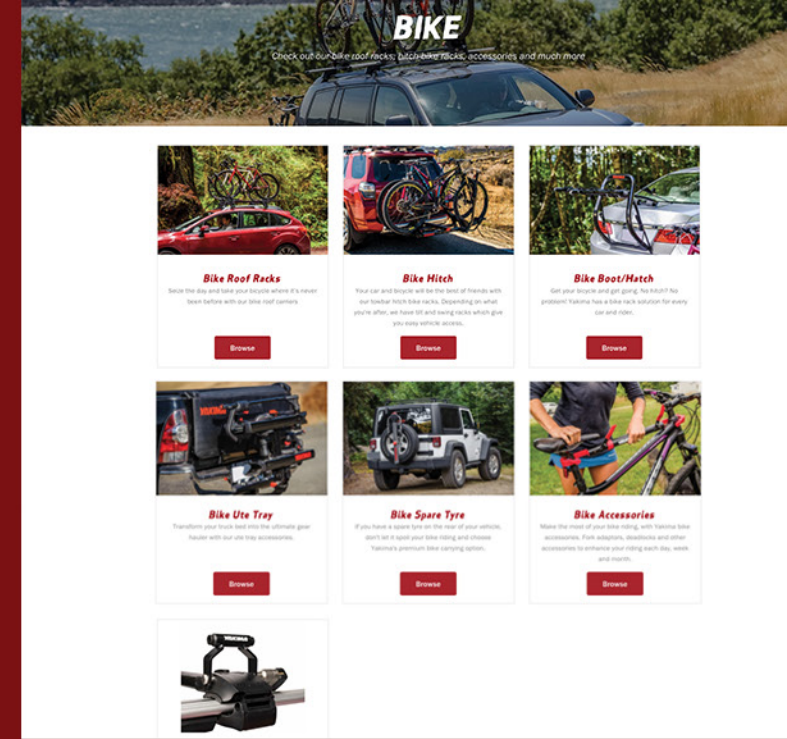 BIKE
Check out our bike roof racks, hitch bike racks, accessories and much more
Bike Roof Racks
Seize the day and take your bicycle where it's never
been before with our bike roof carriers
Browse
Bike Hitch
Your car and bicycle will be the best of friends with
our towbar hitch bike racks. Depending on what
you're after, we have tilt and swing racks which give
you easy vehicle access.
Browse
Bike Boot/Hatch
Get your bicycle and get going. No hitch? No
problem! Yakima has a bike rack solution for every
car and rider.
Browse
YAKIMA
Bike Ute Tray
Transform your truck bed into the ultimate gear
hauler with our ute tray accessories.
Browse
Bike Spare Tyre
If you have a spare tyre on the rear of your vehicle,
don't let it spoil your bike riding and choose
Yakima's premium bike carrying option.
Browse
Bike Accessories
Make the most of your bike riding, with Yakima bike
accessories. Fork adaptors, deadlocks and other
accessories to enhance your riding each day, week
and month.
Browse
YAKIMA